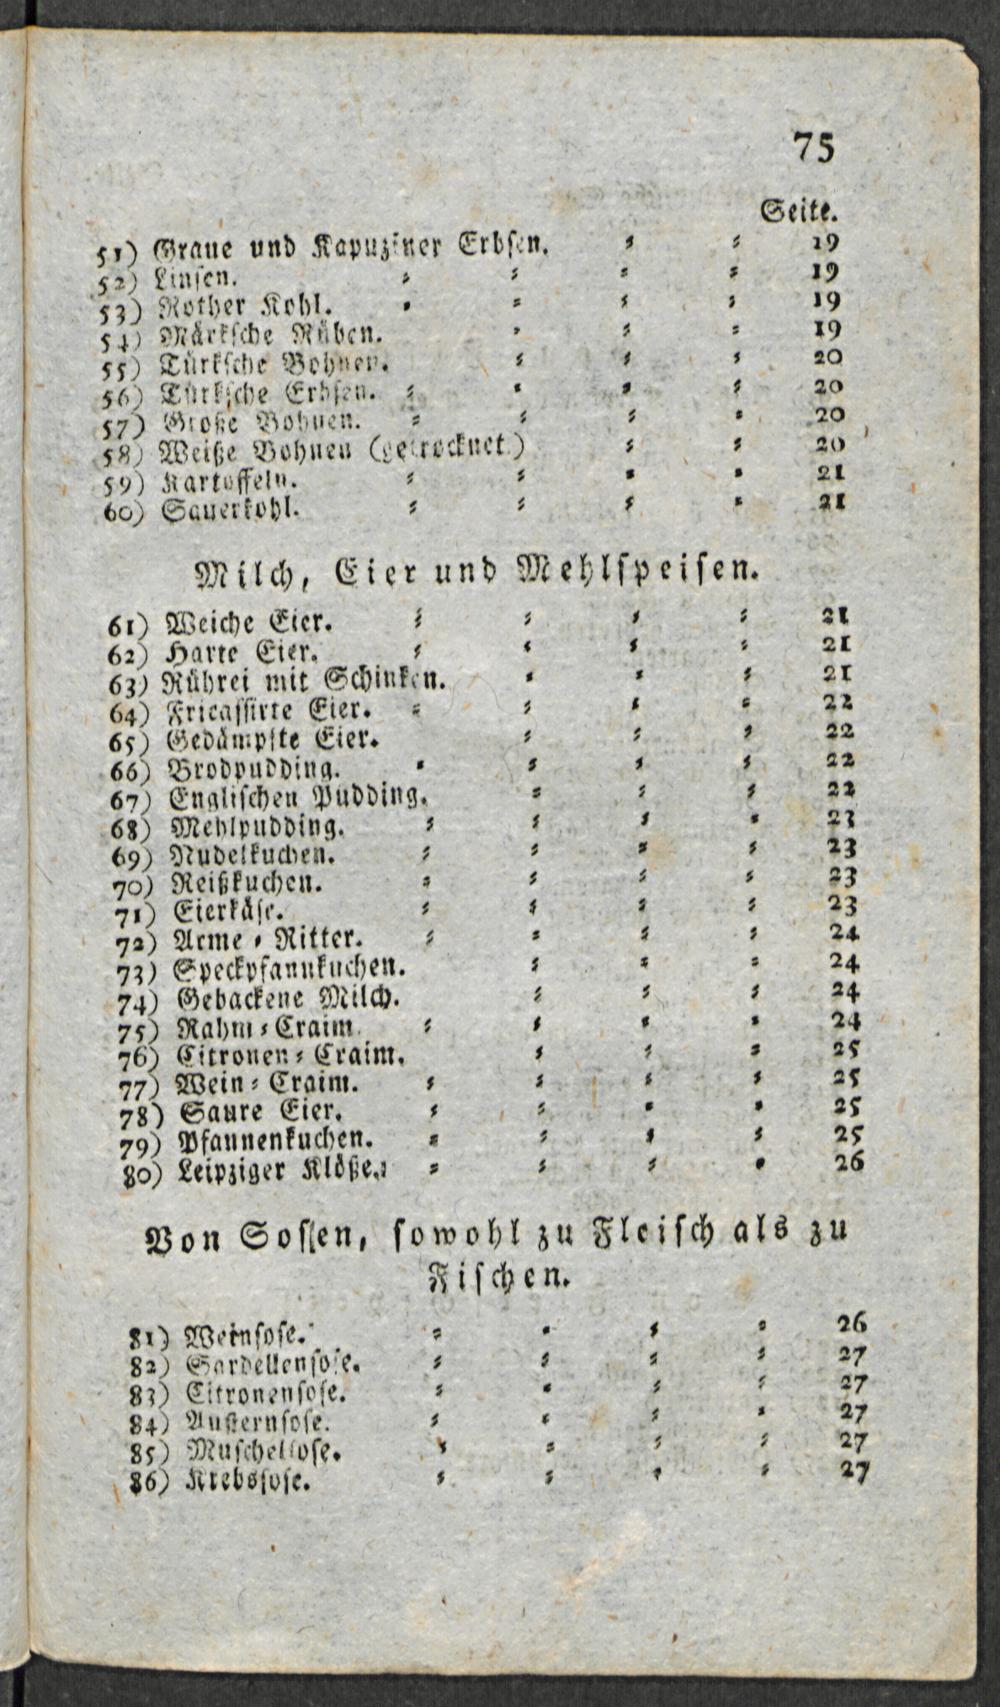 75
Seite.
51) Graue und Kapuziner Erbsen. ⸗ ⸗ 19
52) Linsen. ⸗ ⸗ ⸗ ⸗ 19
53) Rother Kohl. ⸗ ⸗ ⸗ ⸗ 19
54) Märksche Rüben. ⸗ ⸗ ⸗ 19
55) Türksche Bohnen. ⸗ ⸗ ⸗ 20
56) Türksche Erbsen. ⸗ ⸗ ⸗ ⸗ 20
57) Große Bohnen. ⸗ ⸗ ⸗ ⸗ 20
58) Weiße Bohnen (getrocknet.) ⸗ ⸗ 20
59) Kartoffeln. ⸗ ⸗ ⸗ ⸗ 21
60) Sauerkohl. ⸗ ⸗ ⸗ ⸗ 21
Milch, Eier und Mehlspeisen.
61) Weiche Eier. ⸗ ⸗ ⸗ ⸗ 21
62) Harte Eier. ⸗ ⸗ ⸗ ⸗ 21
63) Rührei mit Schinken. ⸗ ⸗ ⸗ 21
64) Fricassirte Eier. ⸗ ⸗ ⸗ ⸗ 22
65) Gedämpfte Eier. ⸗ ⸗ ⸗ 22
66) Brodpudding. ⸗ ⸗ ⸗ ⸗ 22
67) Englischen Pudding. ⸗ ⸗ ⸗ 22
68) Mehlpudding. ⸗ ⸗ ⸗ ⸗ 23
69) Nudelkuchen. ⸗ ⸗ ⸗ ⸗ 23
70) Reißkuchen. ⸗ ⸗ ⸗ ⸗ 23
71) Eierkäse. ⸗ ⸗ ⸗ ⸗ 23
72) Arme ⸗ Ritter. ⸗ ⸗ ⸗ ⸗ 24
73) Speckpfannkuchen. ⸗ ⸗ ⸗ 24
74) Gebackene Milch. ⸗ ⸗ ⸗ 24
75) Rahm ⸗ Craim. ⸗ ⸗ ⸗ ⸗ 24
76) Citronen ⸗ Craim. ⸗ ⸗ ⸗ 25
77) Wein ⸗ Craim. ⸗ ⸗ ⸗ ⸗ 25
78) Saure Eier. ⸗ ⸗ ⸗ ⸗ 25
79) Pfannenkuchen. ⸗ ⸗ ⸗ ⸗ 25
80) Leipziger Klöße. ⸗ ⸗ ⸗ ⸗ 26
Von Sossen, sowohl zu Fleisch als zu
Fischen.
81) Weinsose. ⸗ ⸗ ⸗ ⸗ 26
82) Sardellensose. ⸗ ⸗ ⸗ ⸗ 27
83) Citronensose. ⸗ ⸗ ⸗ ⸗ 27
84) Austernsose. ⸗ ⸗ ⸗ ⸗ 27
85) Muschelsose. ⸗ ⸗ ⸗ ⸗ 27
86) Krebssose. ⸗ ⸗ ⸗ ⸗ 27